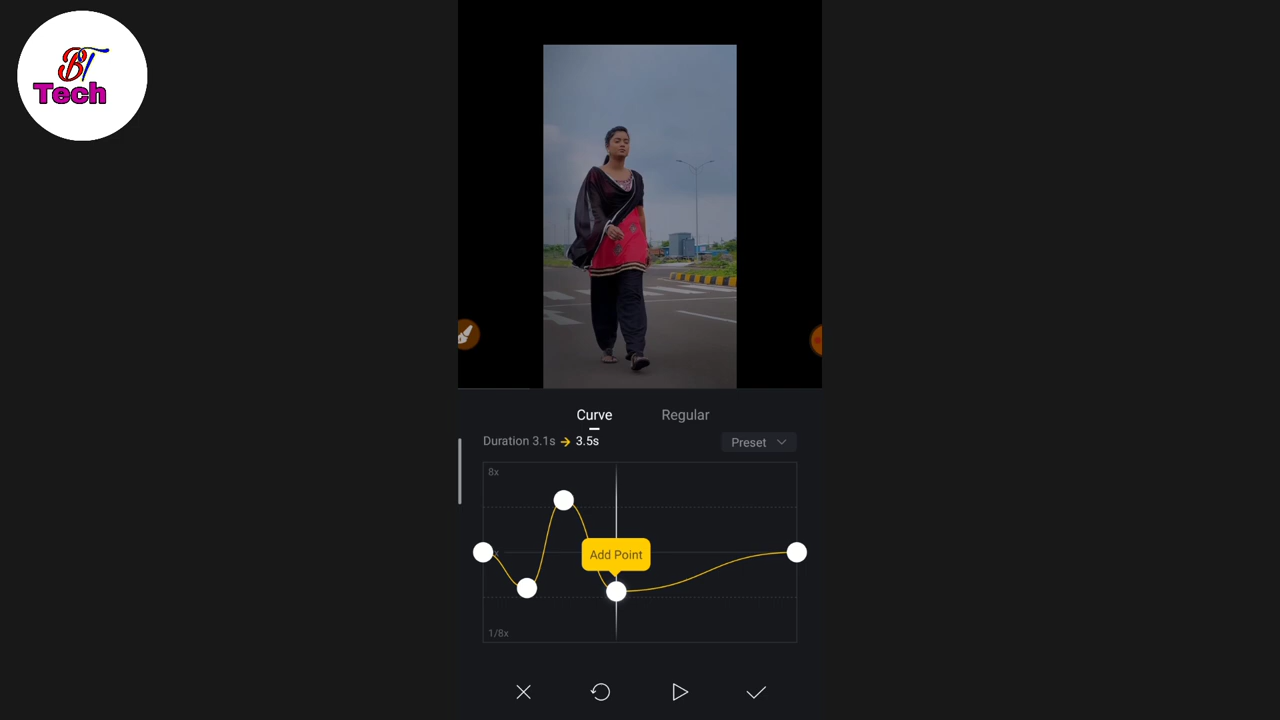 BT
Tech
Curve Regular
Duration 3.1s → 3.5s
Preset
8x
Add Point
1/8x